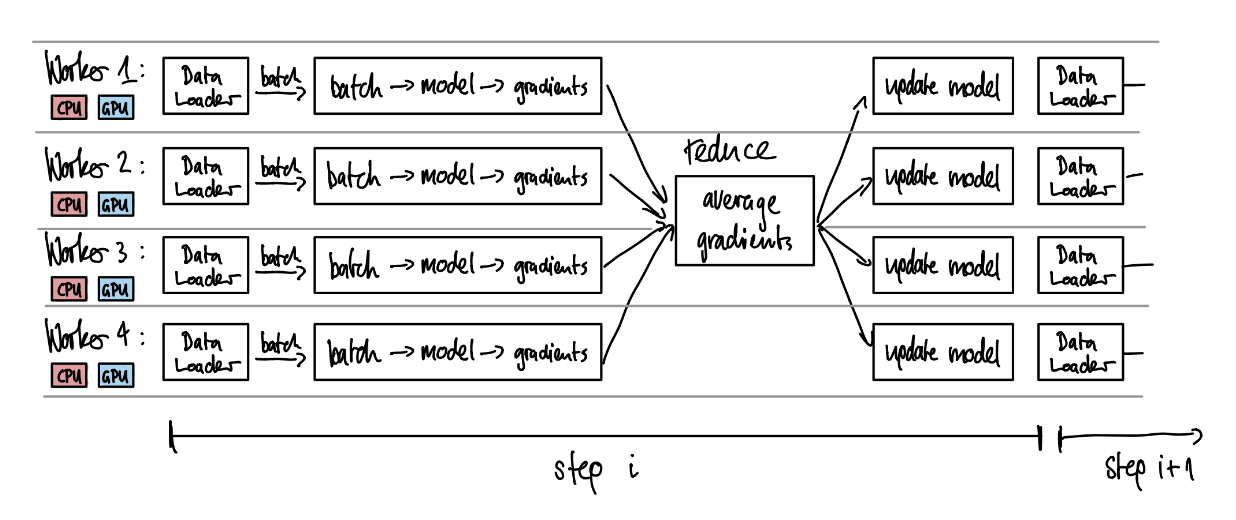 Worker 1:
CPU GPU
Data
Loader
batch
batch → model → gradients
update model
Data
Loader
Worker 2:
CPU GPU
Data
Loader
batch
batch → model → gradients
reduce
average
gradients
update model
Data
Loader
Worker 3:
CPU GPU
Data
Loader
batch
batch → model → gradients
update model
Data
Loader
Worker 4:
CPU GPU
Data
Loader
batch
batch → model → gradients
update model
Data
Loader
step i
step i+1